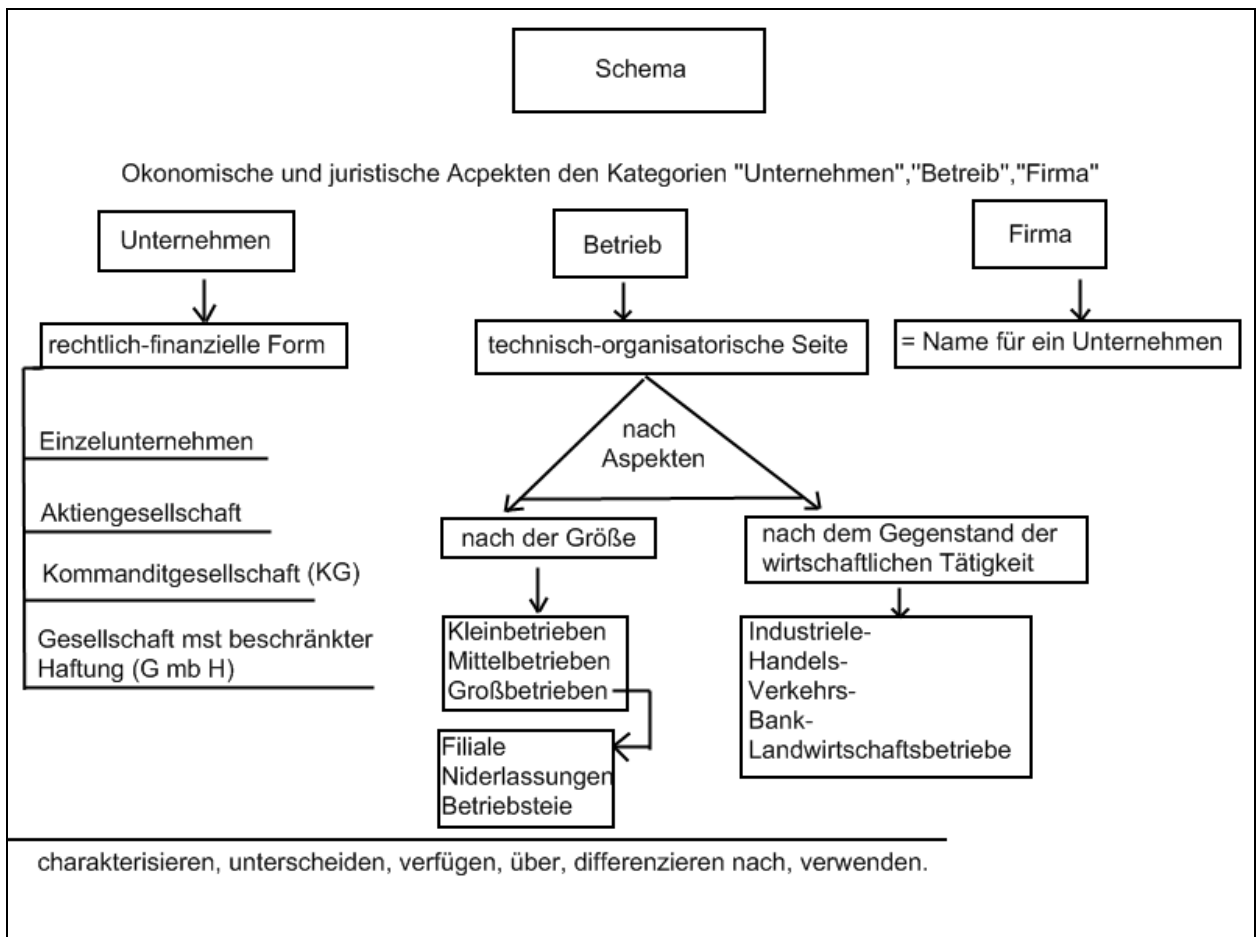 Schema
Okonomische und juristische Acpekten den Kategorien "Unternehmen","Betreib","Firma"
Unternehmen
rechtlich-finanzielle Form
Einzelunternehmen
Aktiengesellschaft
Kommanditgesellschaft (KG)
Gesellschaft mst beschränkter
Haftung (G mb H)
Betrieb
technisch-organisatorische Seite
nach
Aspekten
nach der Größe
Kleinbetrieben
Mittelbetrieben
Großbetrieben
Filiale
Niderlassungen
Betriebsteie
nach dem Gegenstand der
wirtschaftlichen Tätigkeit
Industriele-
Handels-
Verkehrs-
Bank-
Landwirtschaftsbetriebe
Firma
= Name für ein Unternehmen
charakterisieren, unterscheiden, verfügen, über, differenzieren nach, verwenden.